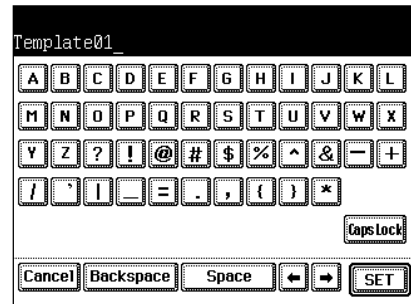 Template01_
A B C D E F G H I J K L
M N O P Q R S T U V W X
Y Z ? ! @ # $ % ^ & - +
/ ' | _ = . , { } *
Caps Lock
Cancel Backspace Space ← → SET